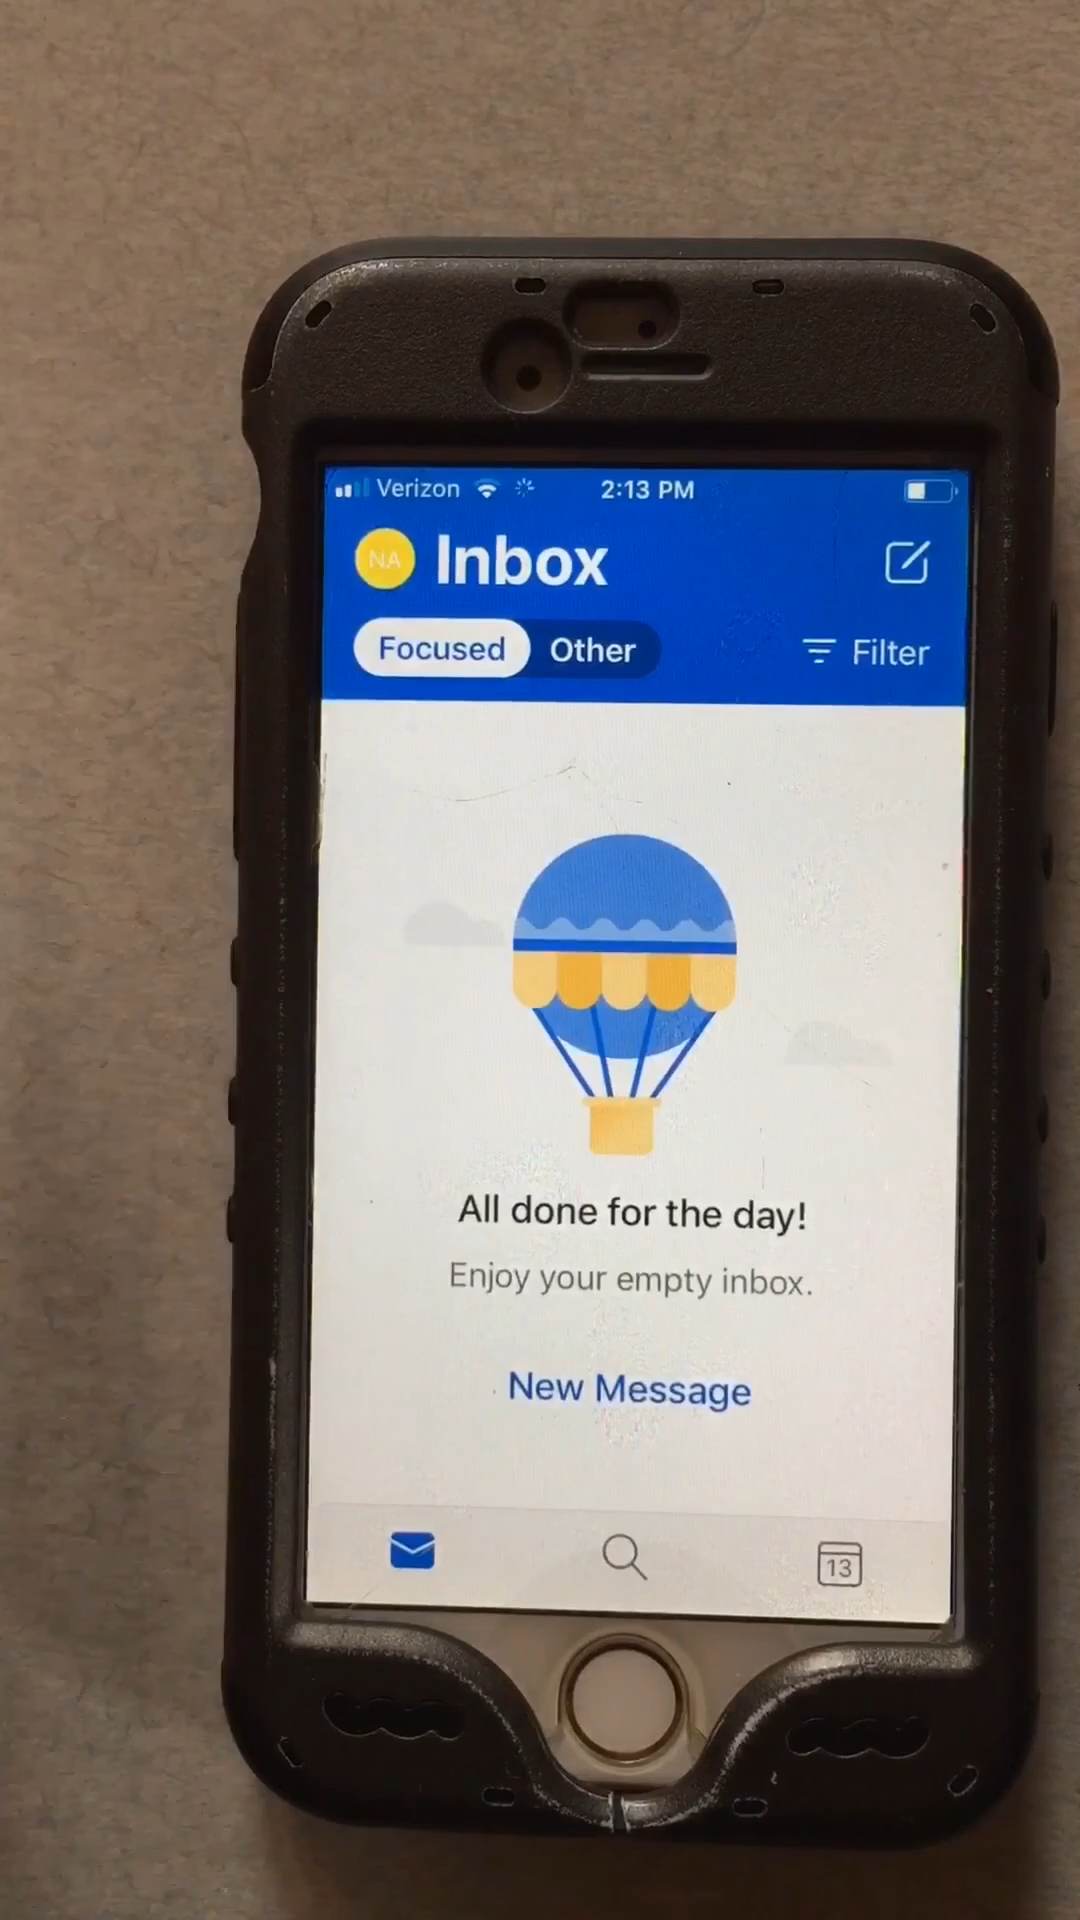 Verizon 2:13 PM
NA Inbox
Focused Other Filter
All done for the day!
Enjoy your empty inbox.
New Message
13